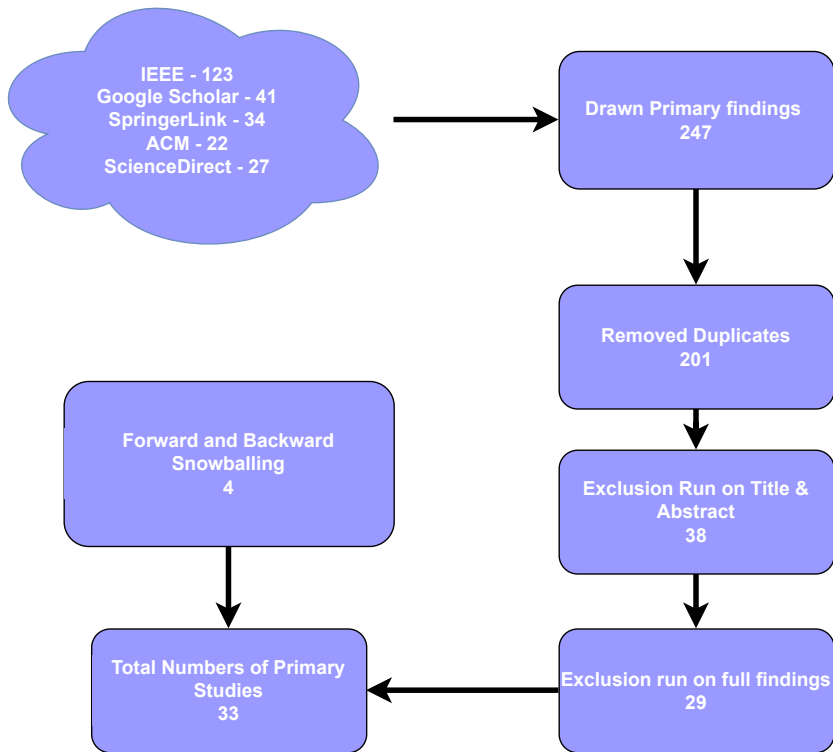 IEEE - 123
Google Scholar - 41
SpringerLink - 34
ACM - 22
ScienceDirect - 27
Drawn Primary findings
247
Removed Duplicates
201
Exclusion Run on Title &
Abstract
38
Exclusion run on full findings
29
Forward and Backward
Snowballing
4
Total Numbers of Primary
Studies
33